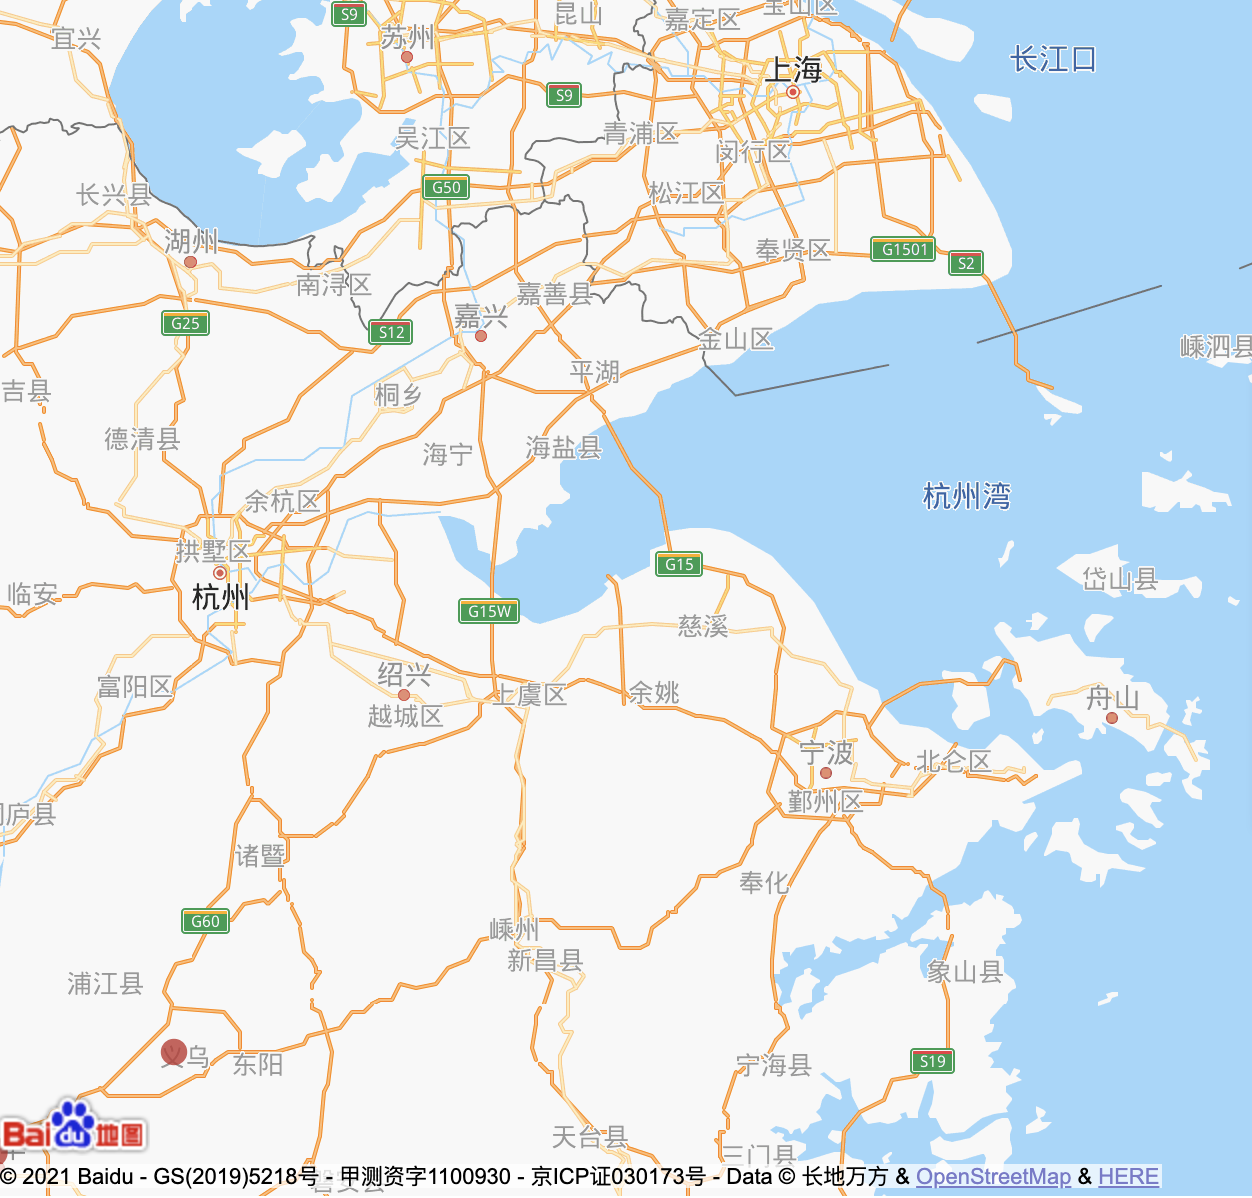 S9
昆山
嘉定区
宝山区
宜兴
苏州
长江口
上海
S9
吴江区
青浦区
闵行区
G50
松江区
长兴县
湖州
奉贤区
G1501
S2
南浔区
嘉善县
G25
S12
嘉兴
金山区
嵊泗县
平湖
吉县
桐乡
德清县
海宁
海盐县
余杭区
杭州湾
拱墅区
G15
岱山县
临安
杭州
G15W
慈溪
富阳区
绍兴
上虞区
余姚
舟山
越城区
宁波
北仑区
鄞州区
庐县
诸暨
奉化
G60
嵊州
新昌县
象山县
浦江县
乌
东阳
宁海县
S19
Bai du 地图
天台县
三门县
© 2021 Baidu - GS(2019)5218号 - 甲测资字1100930 - 京ICP证030173号 - Data © 长地万方 & OpenStreetMap & HERE